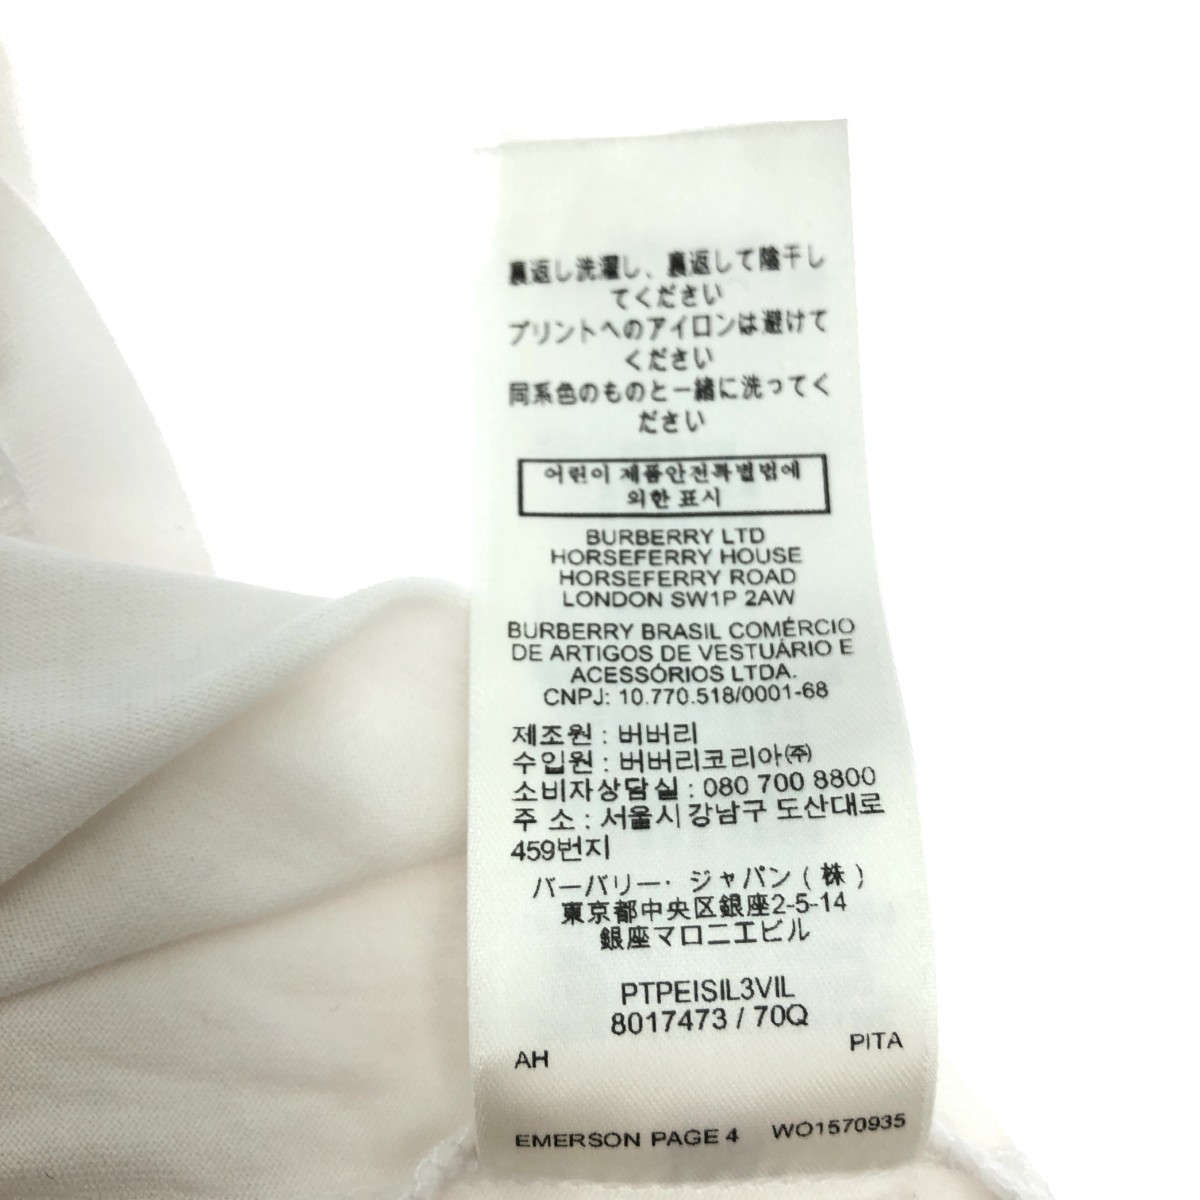 裏返し洗濯し、裏返して陰干し
てください
プリントへのアイロンは避けて
ください
同系色のものと一緒に洗ってく
ださい
어린이 제품안전특별법에
의한 표시
BURBERRY LTD
HORSEFERRY HOUSE
HORSEFERRY ROAD
LONDON SW1P 2AW
BURBERRY BRASIL COMÉRCIO
DE ARTIGOS DE VESTUÁRIO E
ACESSÓRIOS LTDA.
CNPJ: 10.770.518/0001-68
제조원 : 버버리
수입원 : 버버리코리아㈜
소비자상담실 : 080 700 8800
주 소 : 서울시 강남구 도산대로
459번지
バーバリー・ジャパン ( 株 )
東京都中央区銀座2-5-14
銀座マロニエビル
PTPEISIL3VIL
8017473 / 70Q
AH PITA
EMERSON PAGE 4 WO1570935